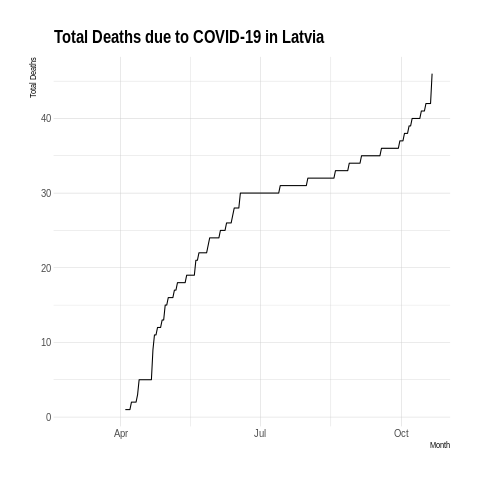 Total Deaths due to COVID-19 in Latvia
Total Deaths
40
30
20
10
0
Apr
Jul
Oct
Month